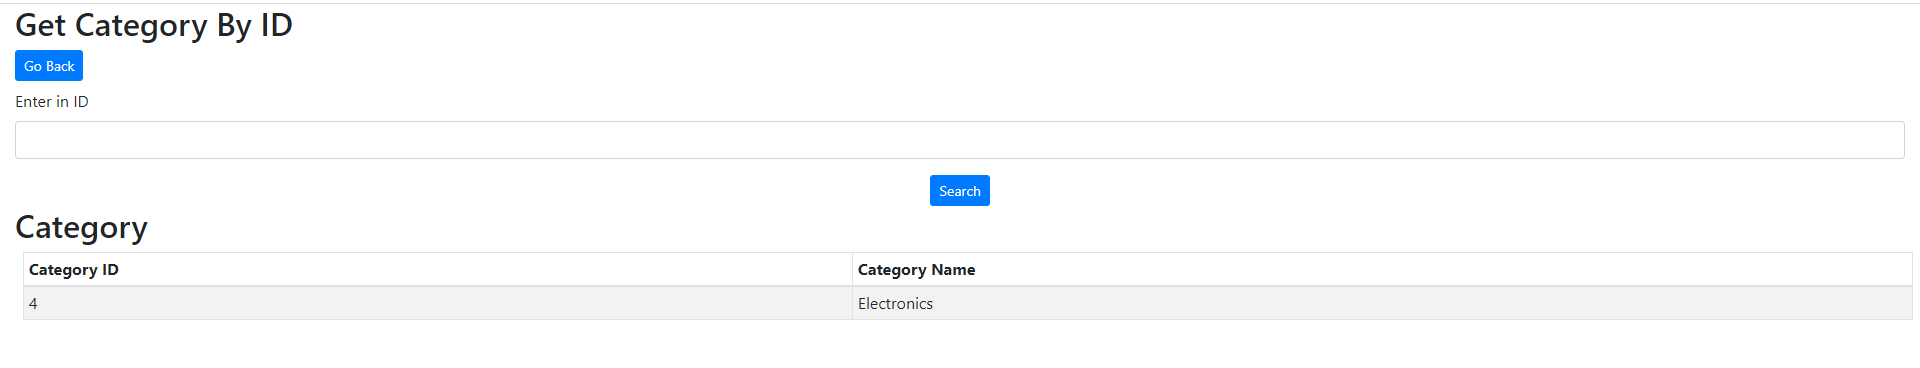 Get Category By ID
Go Back
Enter in ID
Search
Category
Category ID Category Name
4 Electronics